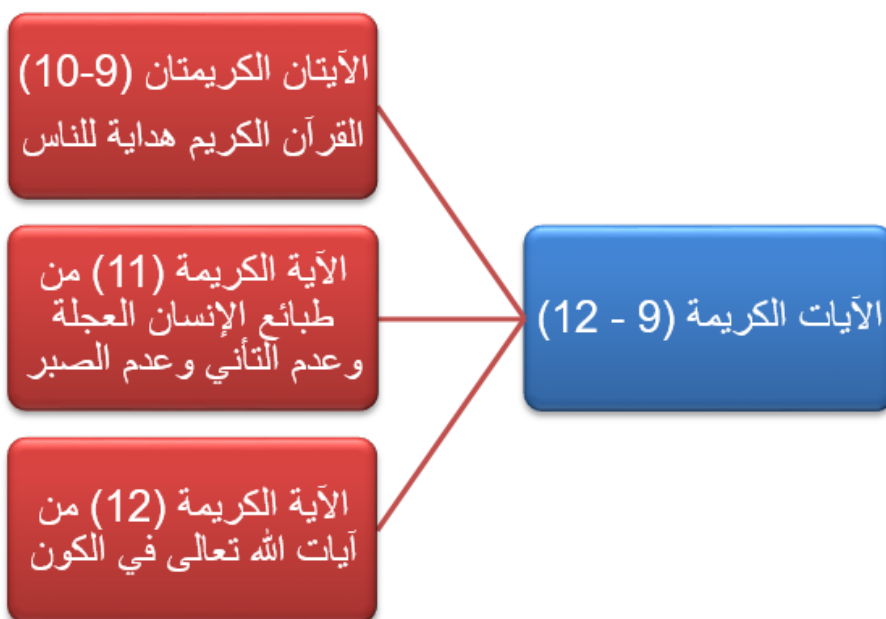 الآيات الكريمة (9 - 12)
الآيتان الكريمتان (9-10)
القرآن الكريم هداية للناس
الآية الكريمة (11) من
طبائع الإنسان العجلة
وعدم التأني وعدم الصبر
الآية الكريمة (12) من
آيات الله تعالى في الكون